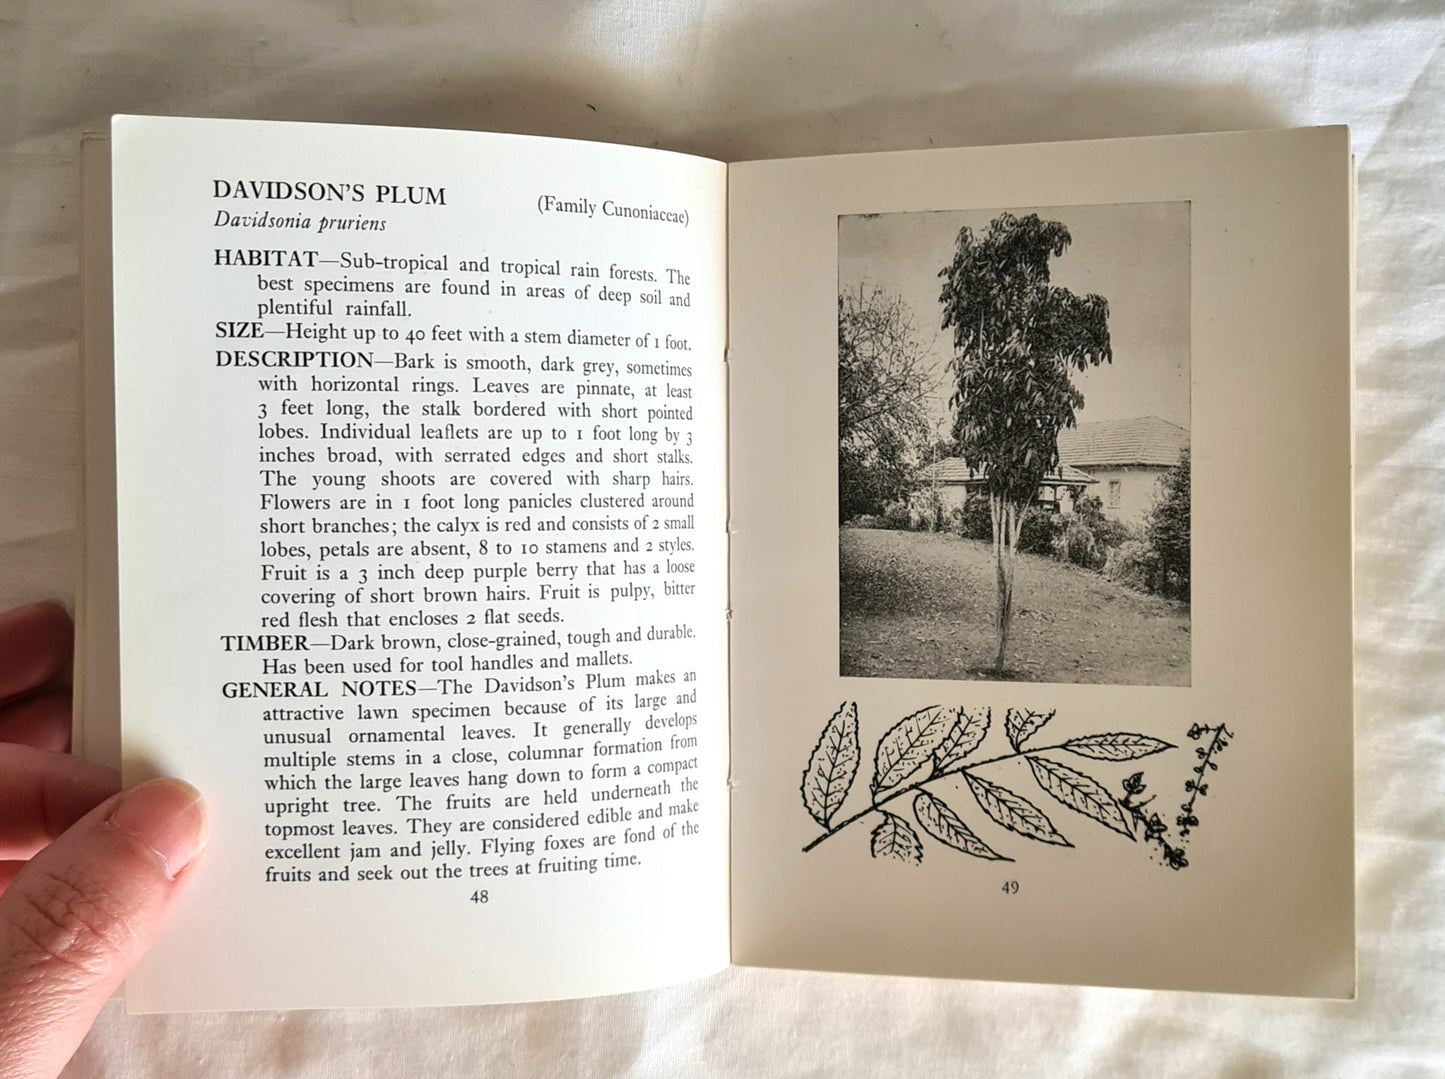 DAVIDSON'S PLUM (Family Cunoniaceae)
Davidsonia pruriens
HABITAT—Sub-tropical and tropical rain forests. The
best specimens are found in areas of deep soil and
plentiful rainfall.
SIZE—Height up to 40 feet with a stem diameter of 1 foot.
DESCRIPTION—Bark is smooth, dark grey, sometimes
with horizontal rings. Leaves are pinnate, at least
3 feet long, the stalk bordered with short pointed
lobes. Individual leaflets are up to 1 foot long by 3
inches broad, with serrated edges and short stalks.
The young shoots are covered with sharp hairs.
Flowers are in 1 foot long panicles clustered around
short branches; the calyx is red and consists of 2 small
lobes, petals are absent, 8 to 10 stamens and 2 styles.
Fruit is a 3 inch deep purple berry that has a loose
covering of short brown hairs. Fruit is pulpy, bitter
red flesh that encloses 2 flat seeds.
TIMBER—Dark brown, close-grained, tough and durable.
Has been used for tool handles and mallets.
GENERAL NOTES—The Davidson's Plum makes an
attractive lawn specimen because of its large and
unusual ornamental leaves. It generally develops
multiple stems in a close, columnar formation from
which the large leaves hang down to form a compact
upright tree. The fruits are held underneath the
topmost leaves. They are considered edible and make
excellent jam and jelly. Flying foxes are fond of the
fruits and seek out the trees at fruiting time.
48
49